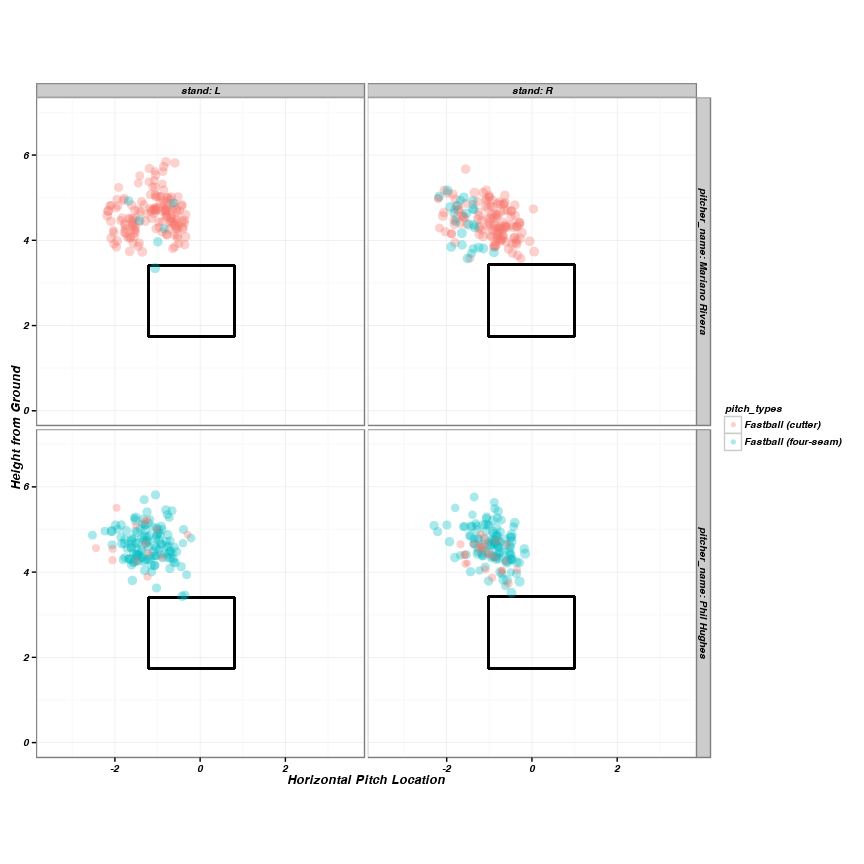 stand: L
stand: R
6
4
2
0
pitcher_name: Mariano Rivera
Height from Ground
pitch_types
Fastball (cutter)
Fastball (four-seam)
6
4
2
0
pitcher_name: Phil Hughes
-2
0
2
-2
0
2
Horizontal Pitch Location